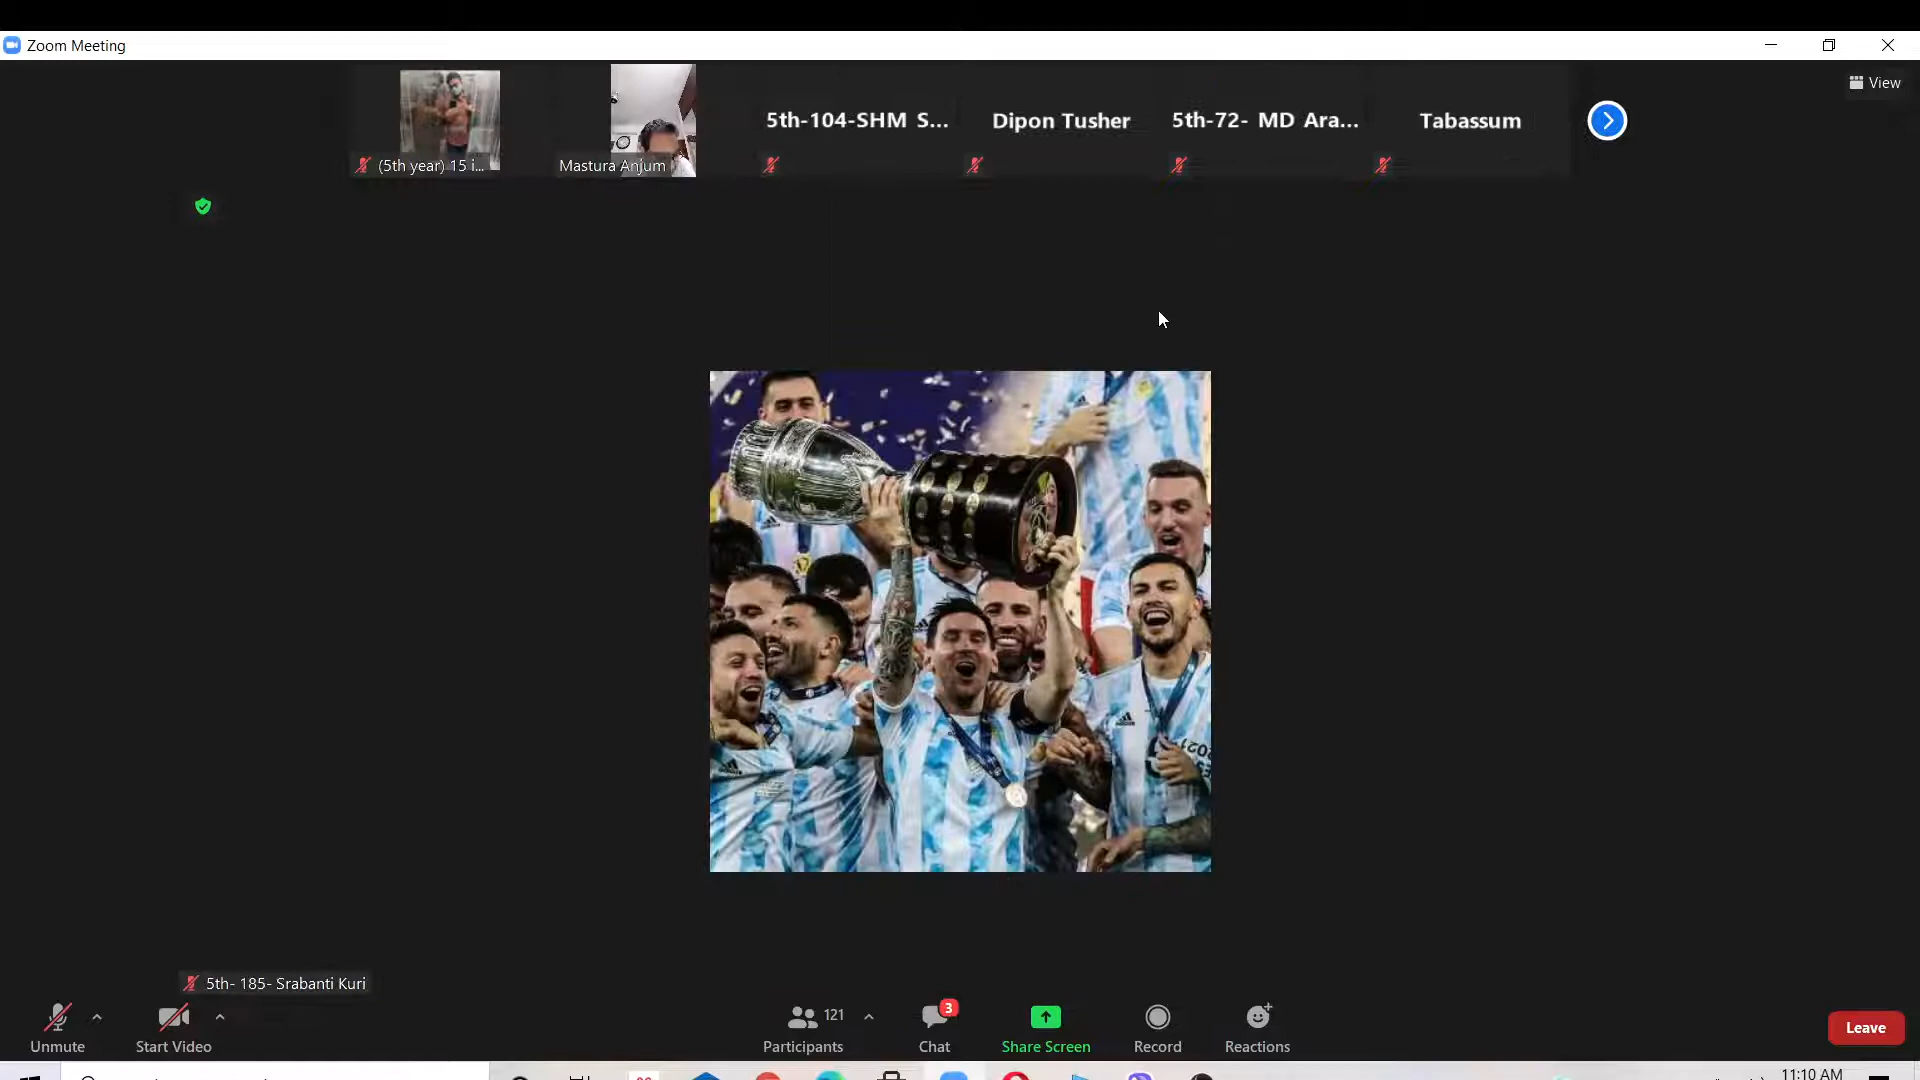 Zoom Meeting
View
5th-104-SHM S...
Dipon Tusher
5th-72- MD Ara...
Tabassum
(5th year) 15 i...
Mastura Anjum
5th- 185- Srabanti Kuri
121
3
Unmute
Start Video
Participants
Chat
Share Screen
Record
Reactions
Leave
11:10 AM